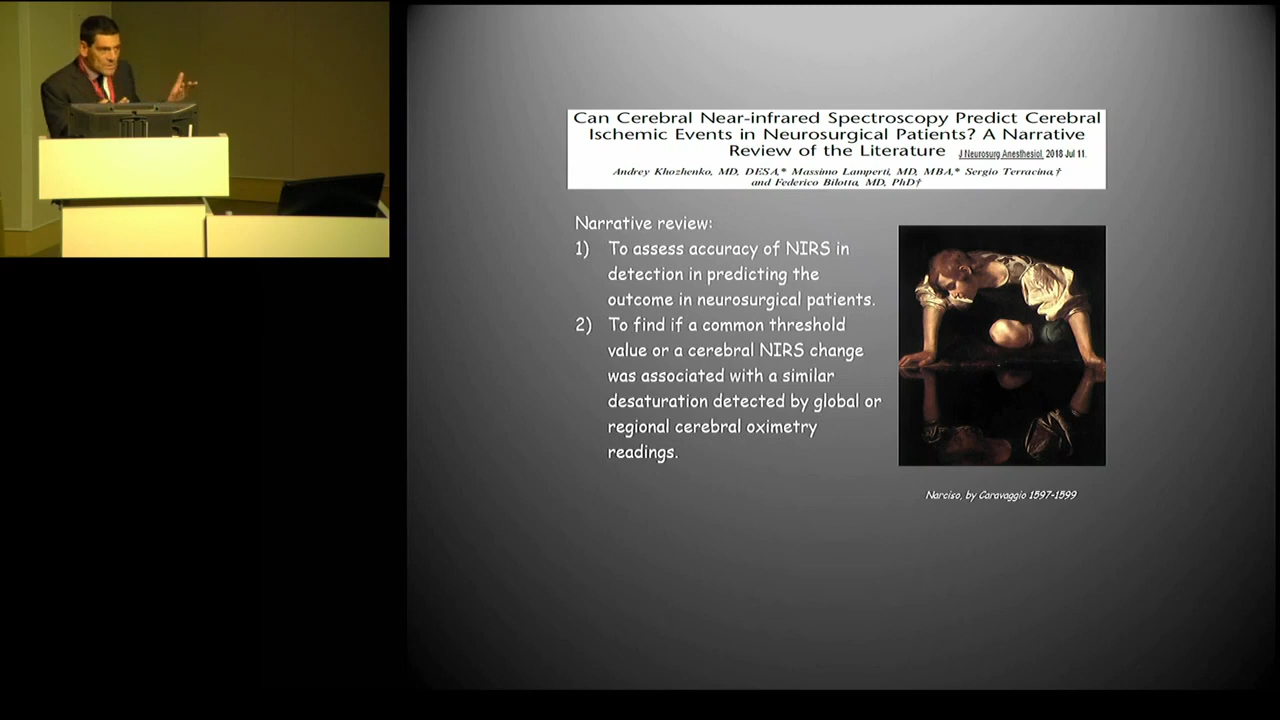 Can Cerebral Near-infrared Spectroscopy Predict Cerebral
Ischemic Events in Neurosurgical Patients? A Narrative
Review of the Literature J Neurosurg Anesthesiol. 2018 Jul 11.
Andrey Khozhenko, MD, DESA,* Massimo Lamperti, MD, MBA,* Sergio Terracina,†
and Federico Bilotta, MD, PhD†
Narrative review:
1) To assess accuracy of NIRS in
detection in predicting the
outcome in neurosurgical patients.
2) To find if a common threshold
value or a cerebral NIRS change
was associated with a similar
desaturation detected by global or
regional cerebral oximetry
readings.
Narciso, by Caravaggio 1597-1599